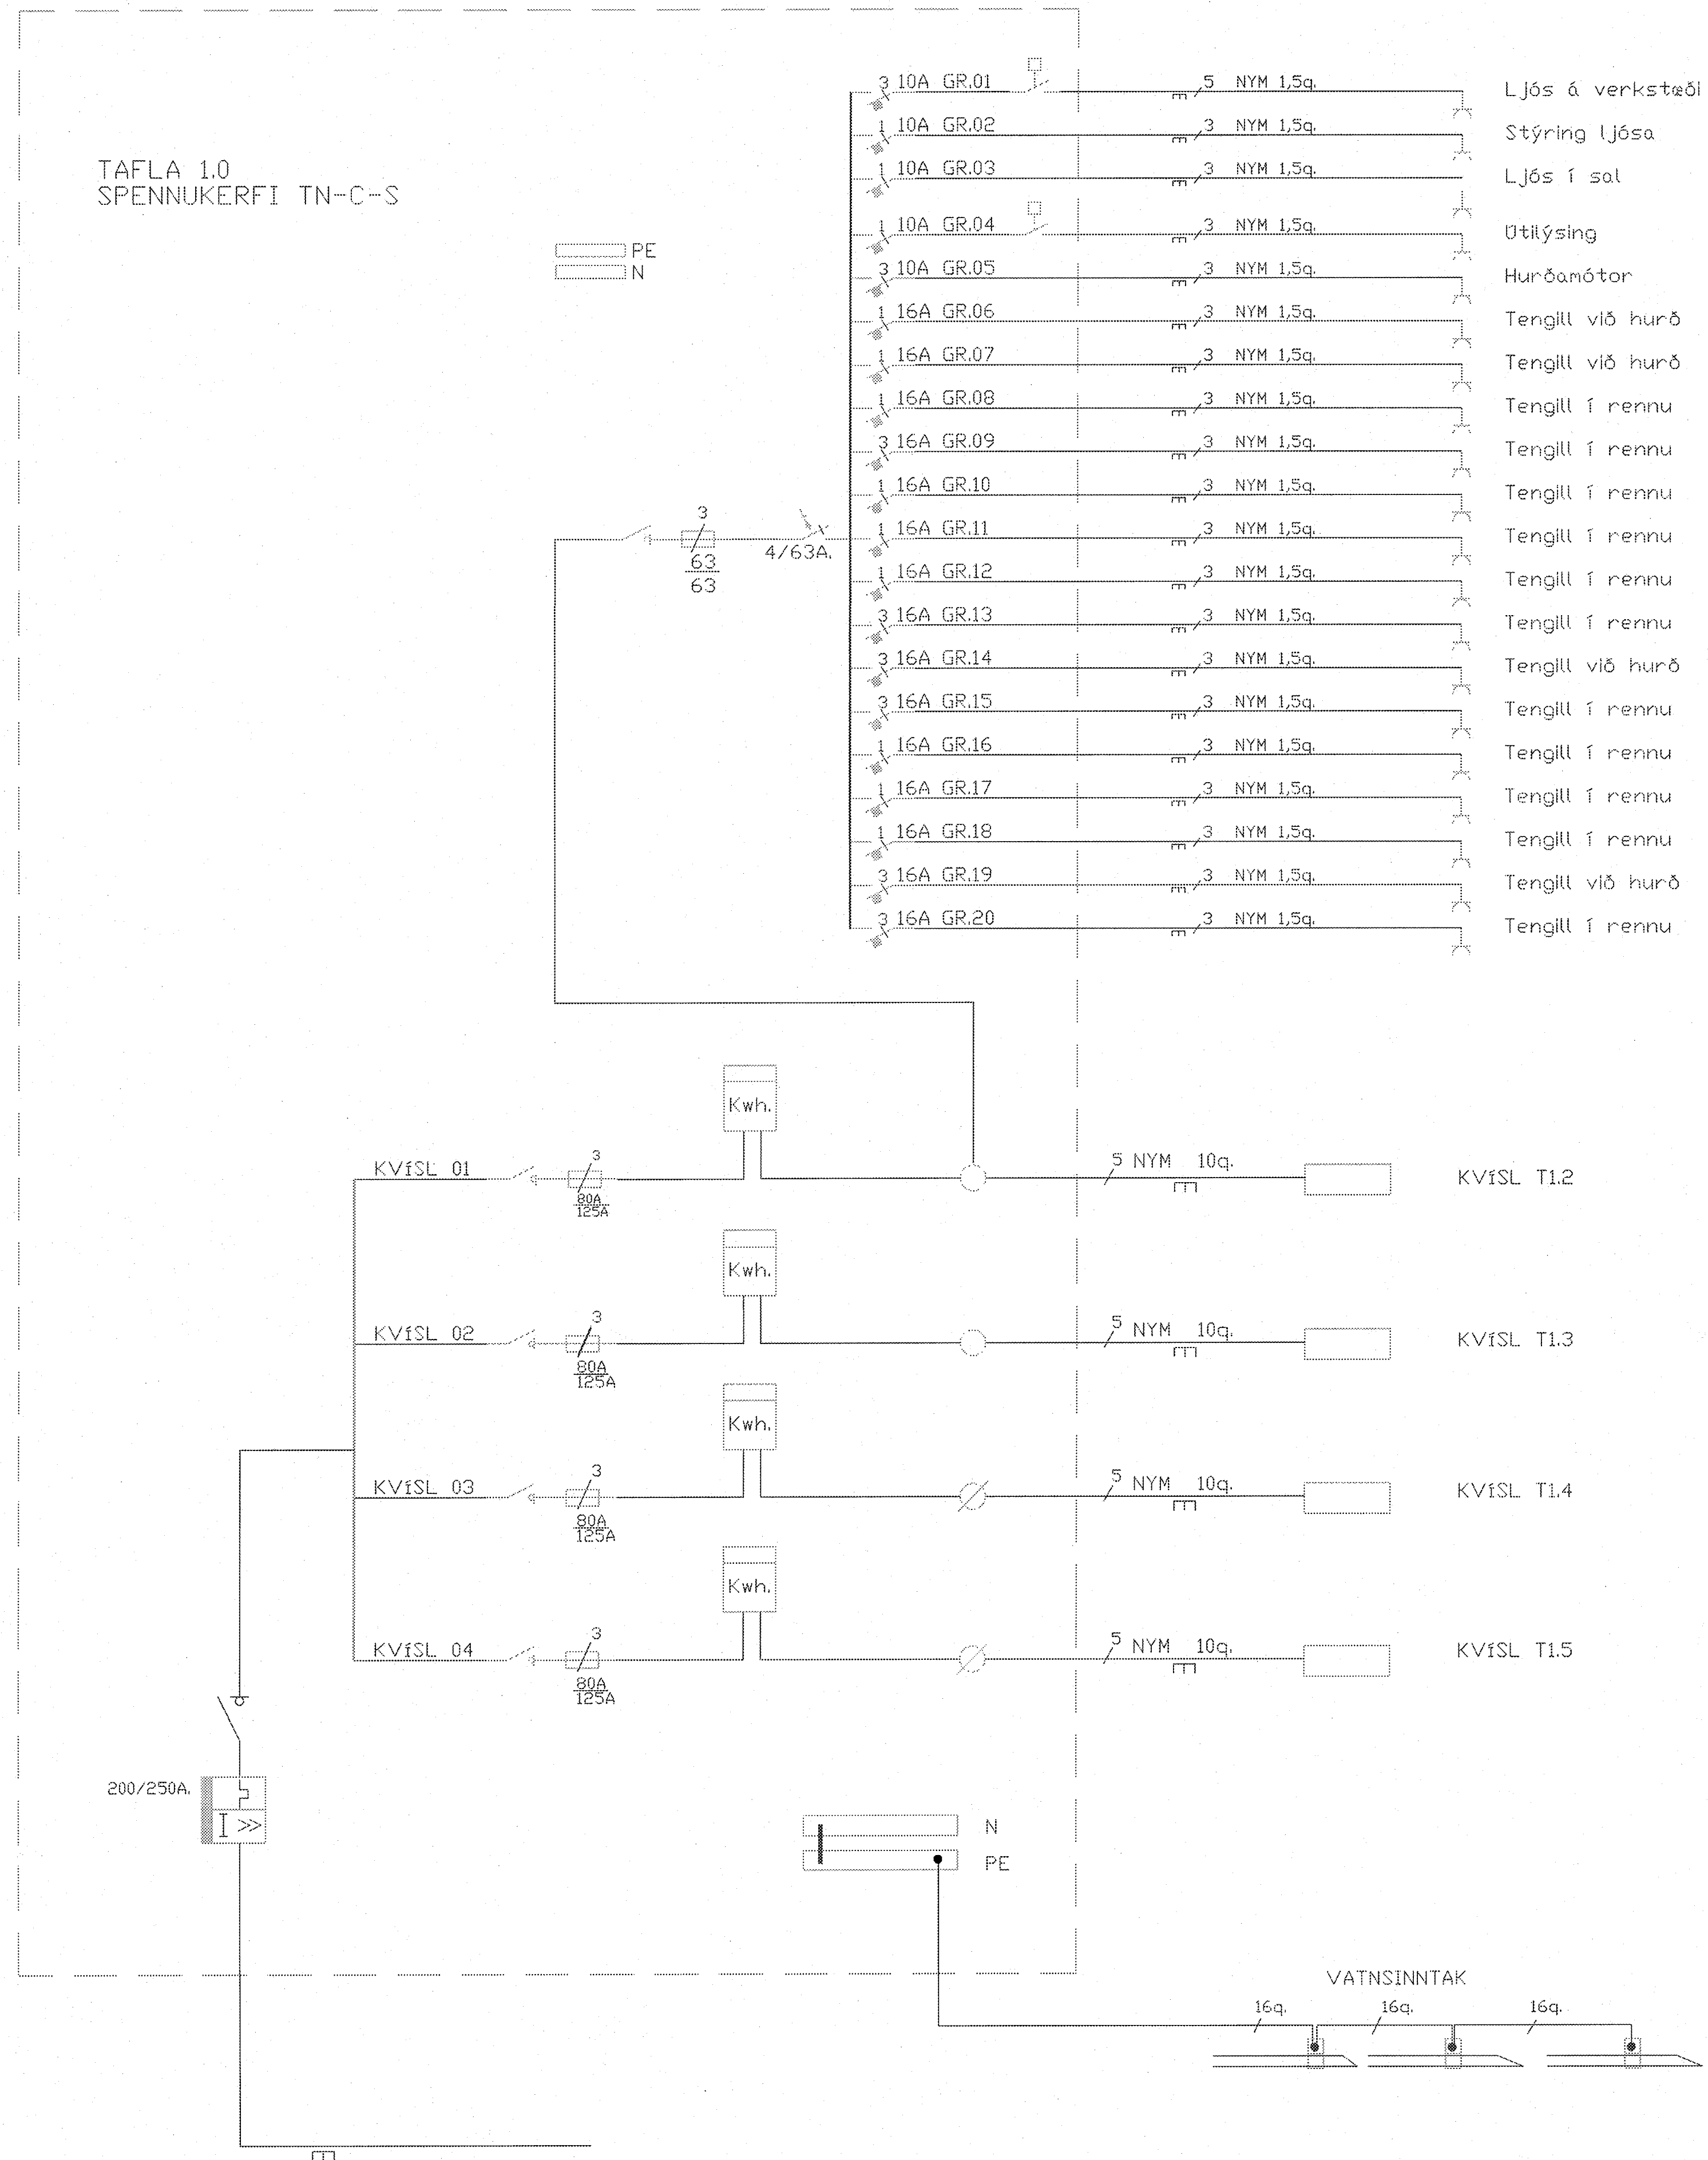 3 10A GR.01 5 NYM 1,5q. Ljós á verkstæði
1 10A GR.02 3 NYM 1,5q. Stýring ljósa
TAFLA 1.0
SPENNUKERFI TN-C-S
1 10A GR.03 3 NYM 1,5q. Ljós í sal
1 10A GR.04 3 NYM 1,5q. Útilýsing
PE
N
3 10A GR.05 3 NYM 1,5q. Hurðamótor
1 16A GR.06 3 NYM 1,5q. Tengill við hurð
1 16A GR.07 3 NYM 1,5q. Tengill við hurð
1 16A GR.08 3 NYM 1,5q. Tengill í rennu
3 16A GR.09 3 NYM 1,5q. Tengill í rennu
1 16A GR.10 3 NYM 1,5q. Tengill í rennu
1 16A GR.11 3 NYM 1,5q. Tengill í rennu
3
63
63
4/63A.
1 16A GR.12 3 NYM 1,5q. Tengill í rennu
3 16A GR.13 3 NYM 1,5q. Tengill í rennu
3 16A GR.14 3 NYM 1,5q. Tengill við hurð
3 16A GR.15 3 NYM 1,5q. Tengill í rennu
1 16A GR.16 3 NYM 1,5q. Tengill í rennu
1 16A GR.17 3 NYM 1,5q. Tengill í rennu
1 16A GR.18 3 NYM 1,5q. Tengill í rennu
3 16A GR.19 3 NYM 1,5q. Tengill við hurð
3 16A GR.20 3 NYM 1,5q. Tengill í rennu
Kwh.
KVÍSL 01 3 5 NYM 10q. KVÍSL T1.2
80A
125A
Kwh.
KVÍSL 02 3 5 NYM 10q. KVÍSL T1.3
80A
125A
Kwh.
KVÍSL 03 3 5 NYM 10q. KVÍSL T1.4
80A
125A
Kwh.
KVÍSL 04 3 5 NYM 10q. KVÍSL T1.5
80A
125A
200/250A.
I >>
N
PE
VATNSINNTAK
16q. 16q. 16q.